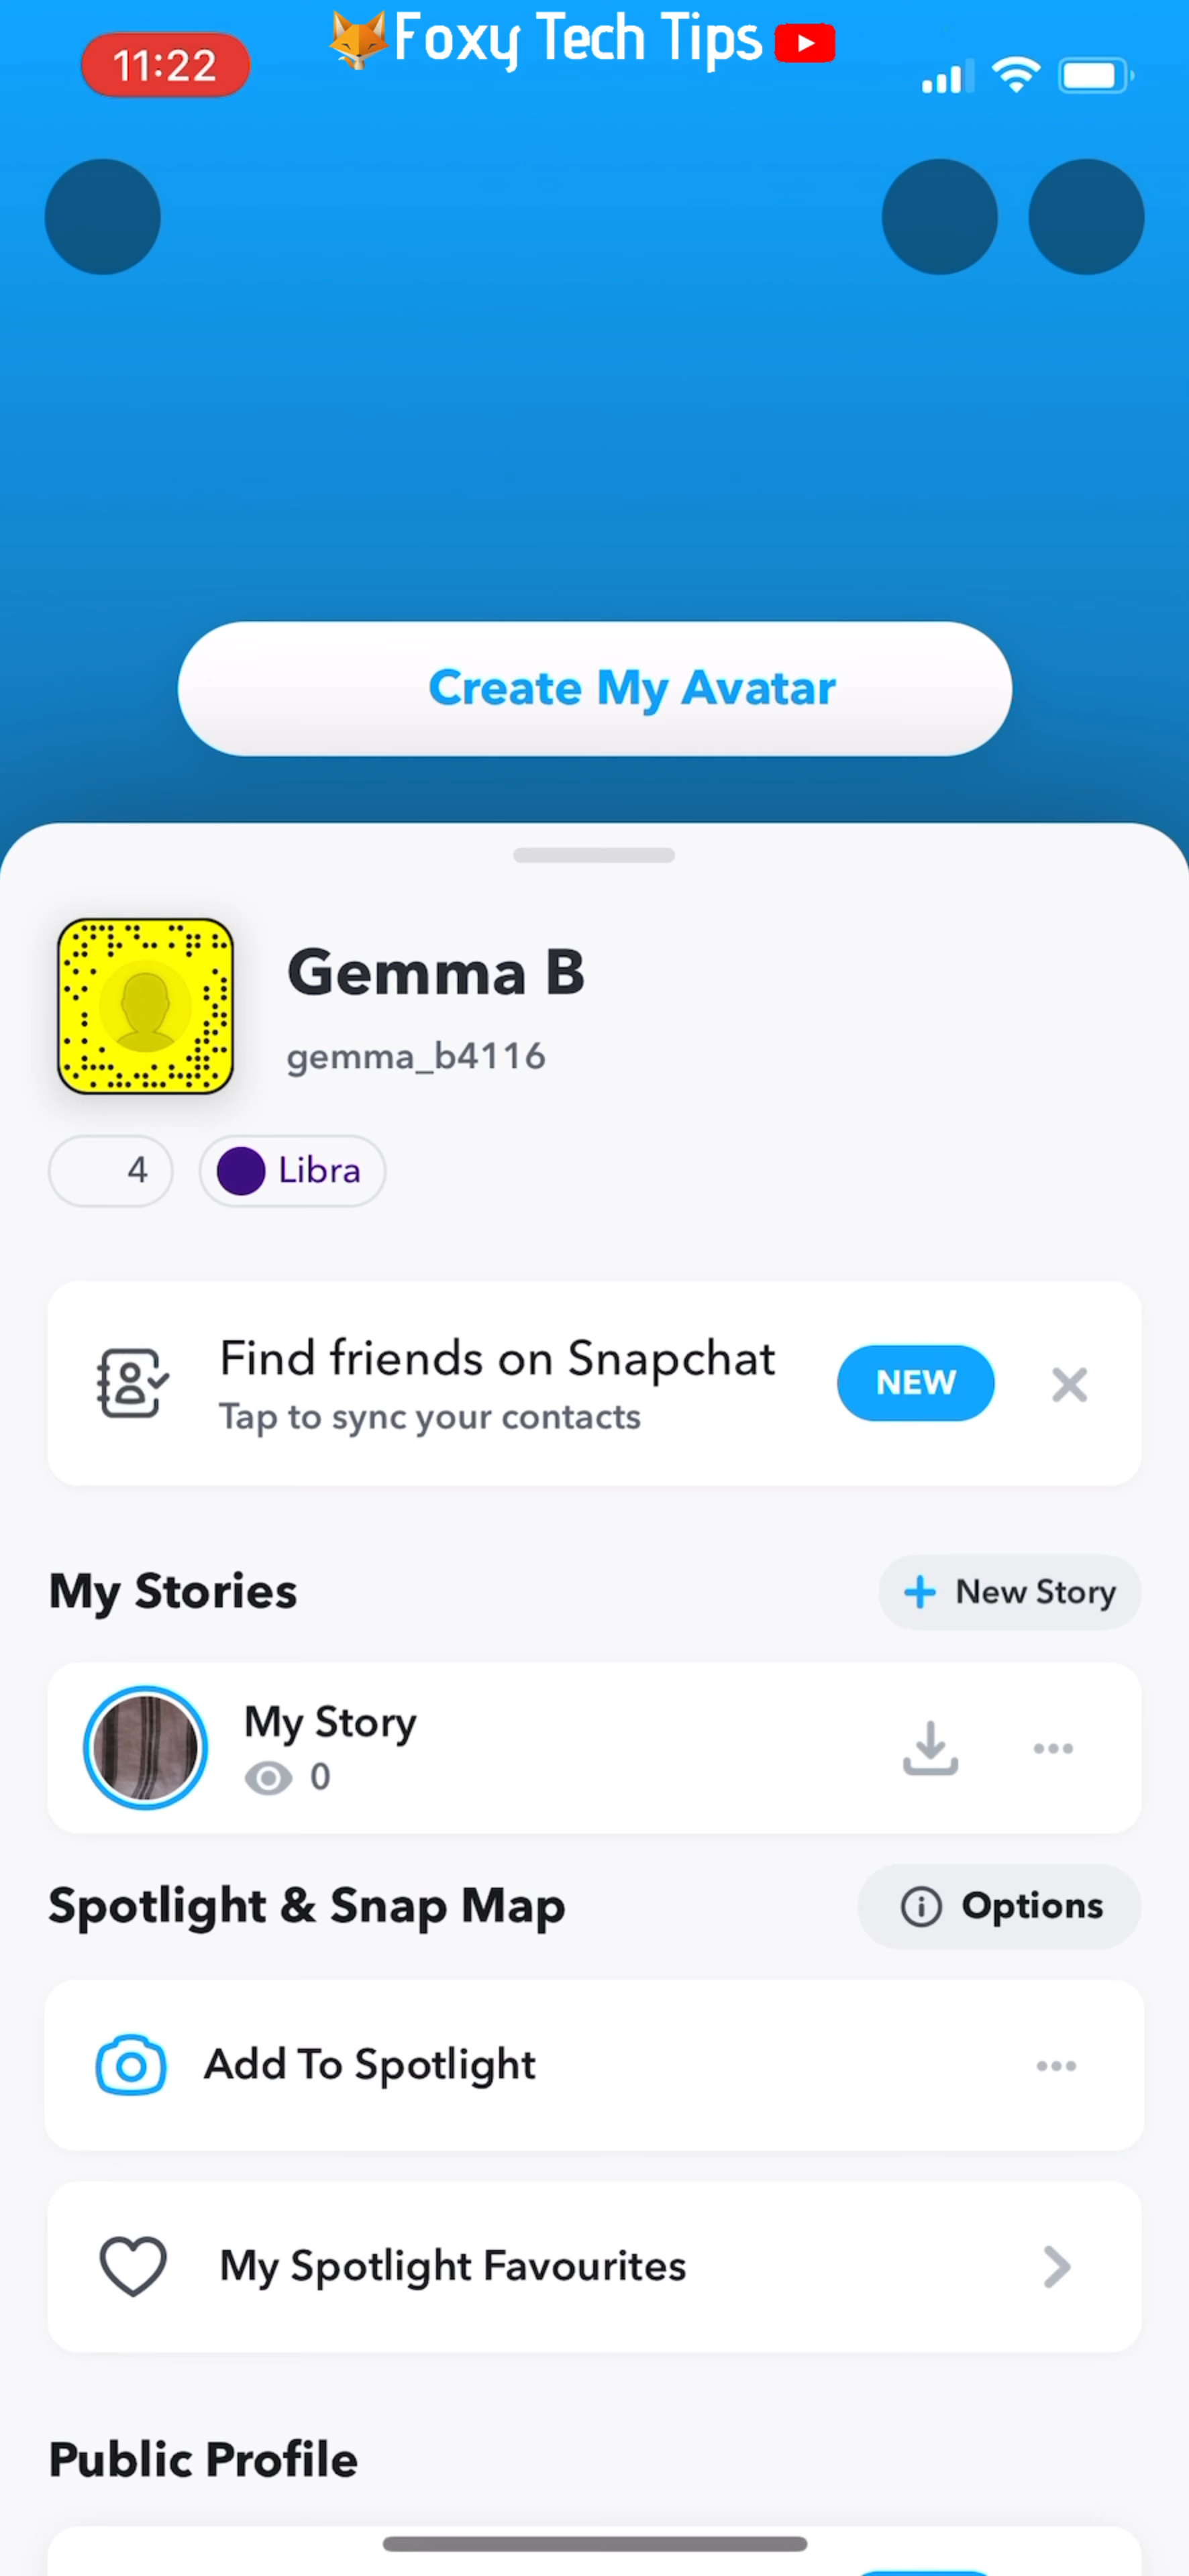 11:22
Foxy Tech Tips
Create My Avatar
Gemma B
gemma_b4116
4
Libra
Find friends on Snapchat
Tap to sync your contacts
NEW
My Stories
New Story
My Story
0
Spotlight & Snap Map
Options
Add To Spotlight
My Spotlight Favourites
Public Profile